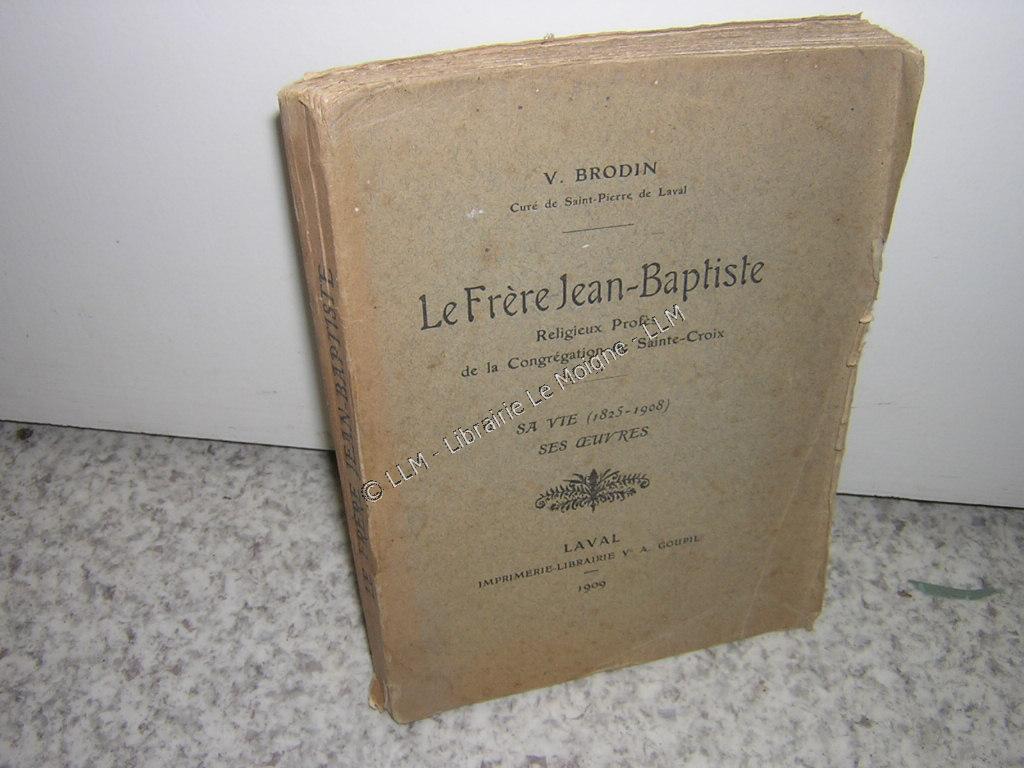 V. BRODIN
Curé de Saint-Pierre de Laval
Le Frère Jean-Baptiste
Religieux Profès
de la Congrégation de Sainte-Croix
SA VIE (1825-1908)
SES ŒUVRES
LAVAL
IMPRIMERIE-LIBRAIRIE Vᵉ A. GOUPIL
1909
LE FRÈRE JEAN-BAPTISTE
© LLM - Librairie Le Moigne - LLM